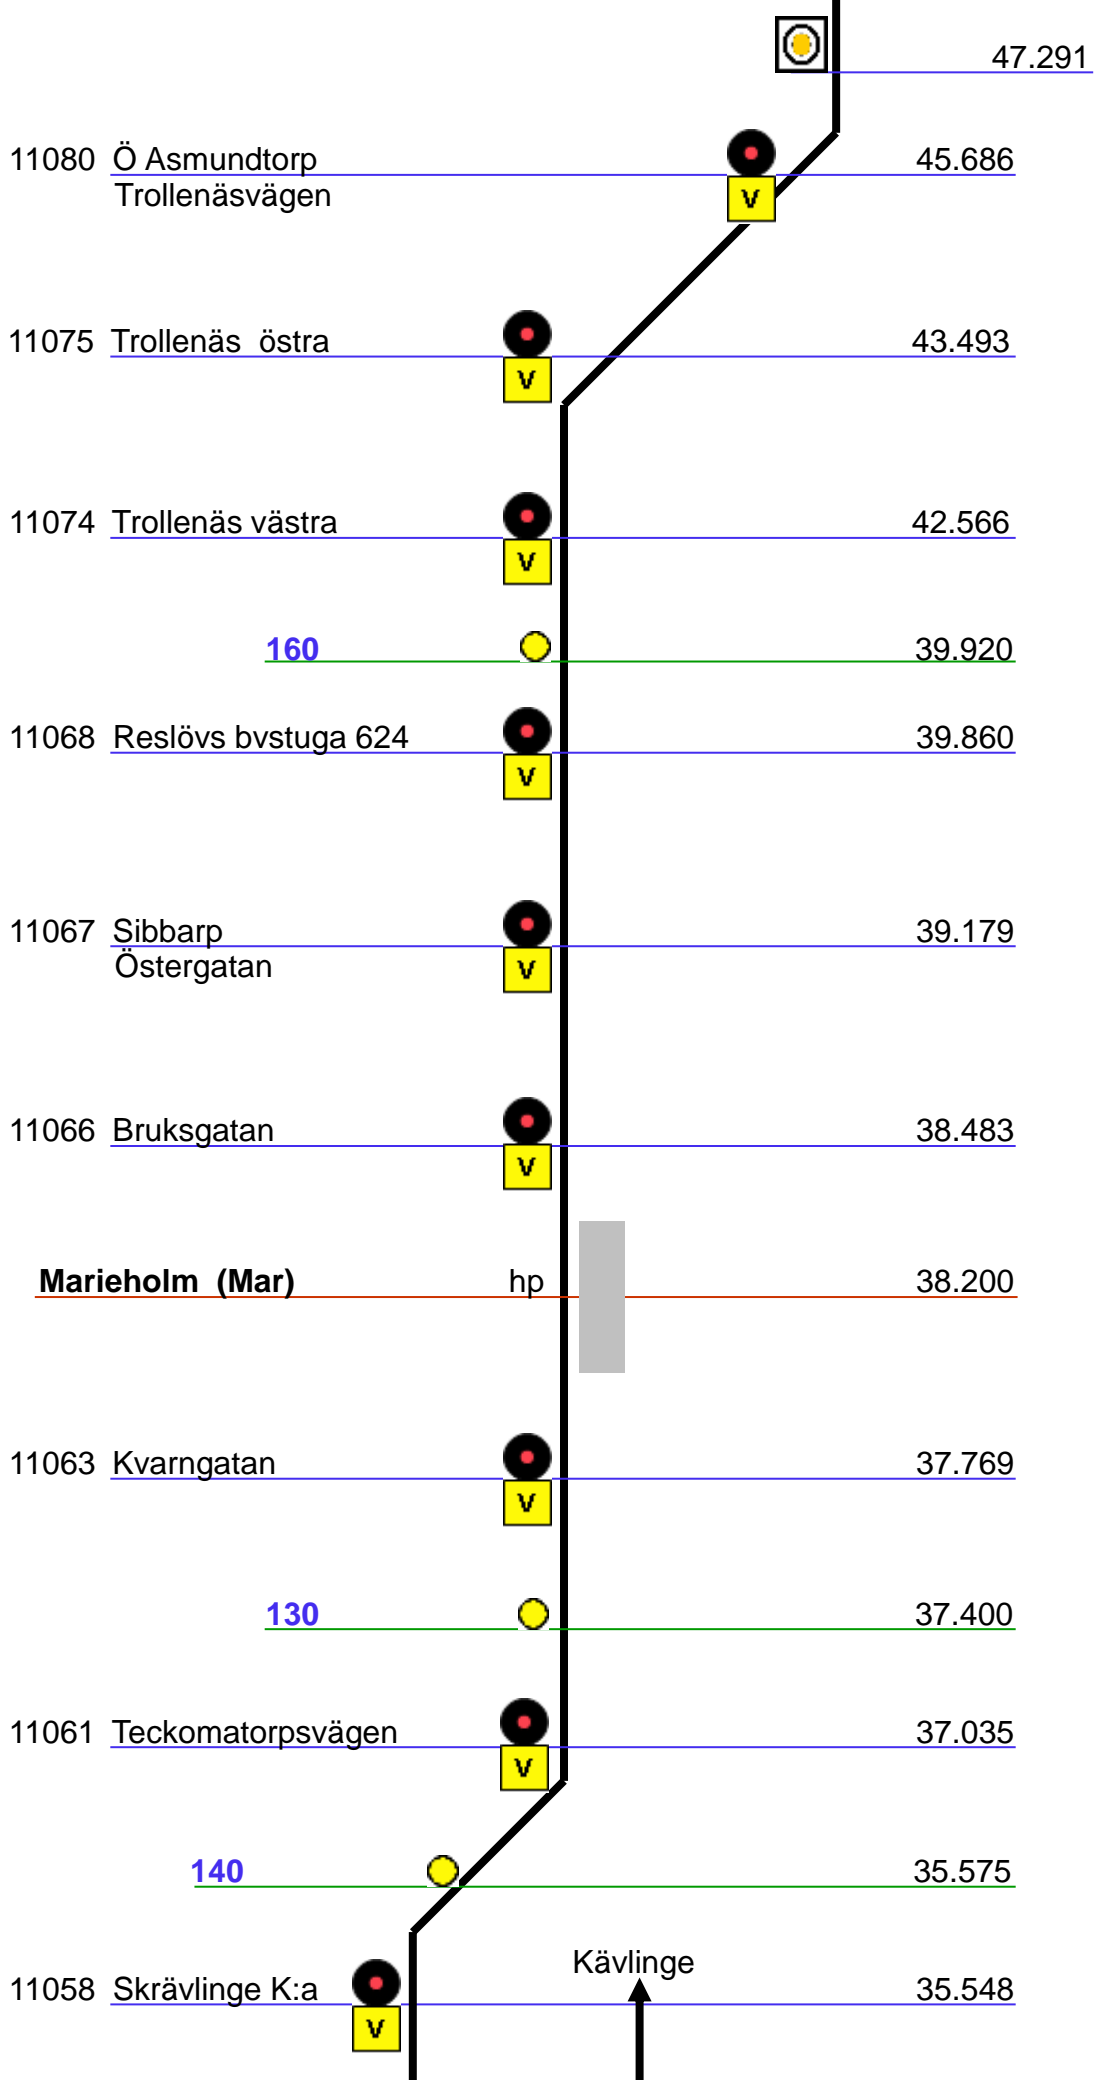 47.291
11080 Ö Asmundtorp 45.686
Trollenäsvägen
V
11075 Trollenäs östra 43.493
V
11074 Trollenäs västra 42.566
V
160 39.920
11068 Reslövs bvstuga 624 39.860
V
11067 Sibbarp 39.179
Östergatan
V
11066 Bruksgatan 38.483
V
Marieholm (Mar) hp 38.200
11063 Kvarngatan 37.769
V
130 37.400
11061 Teckomatorpsvägen 37.035
V
140 35.575
Kävlinge
11058 Skrävlinge K:a 35.548
V